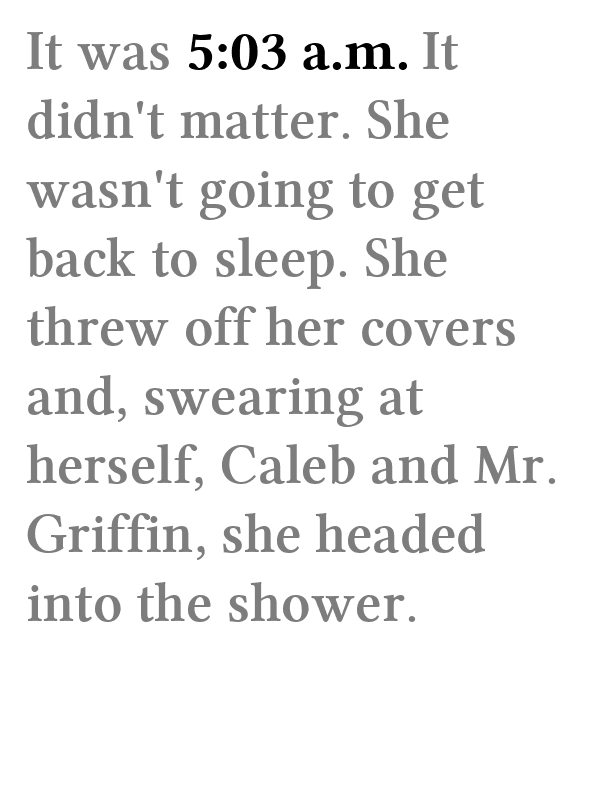 It was 5:03 a.m. It
didn't matter. She
wasn't going to get
back to sleep. She
threw off her covers
and, swearing at
herself, Caleb and Mr.
Griffin, she headed
into the shower.